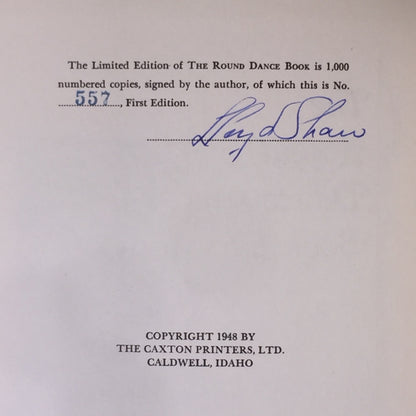 The Limited Edition of THE ROUND DANCE BOOK is 1,000
numbered copies, signed by the author, of which this is No.
557, First Edition.
Lloyd Shaw
COPYRIGHT 1948 BY
THE CAXTON PRINTERS, LTD.
CALDWELL, IDAHO